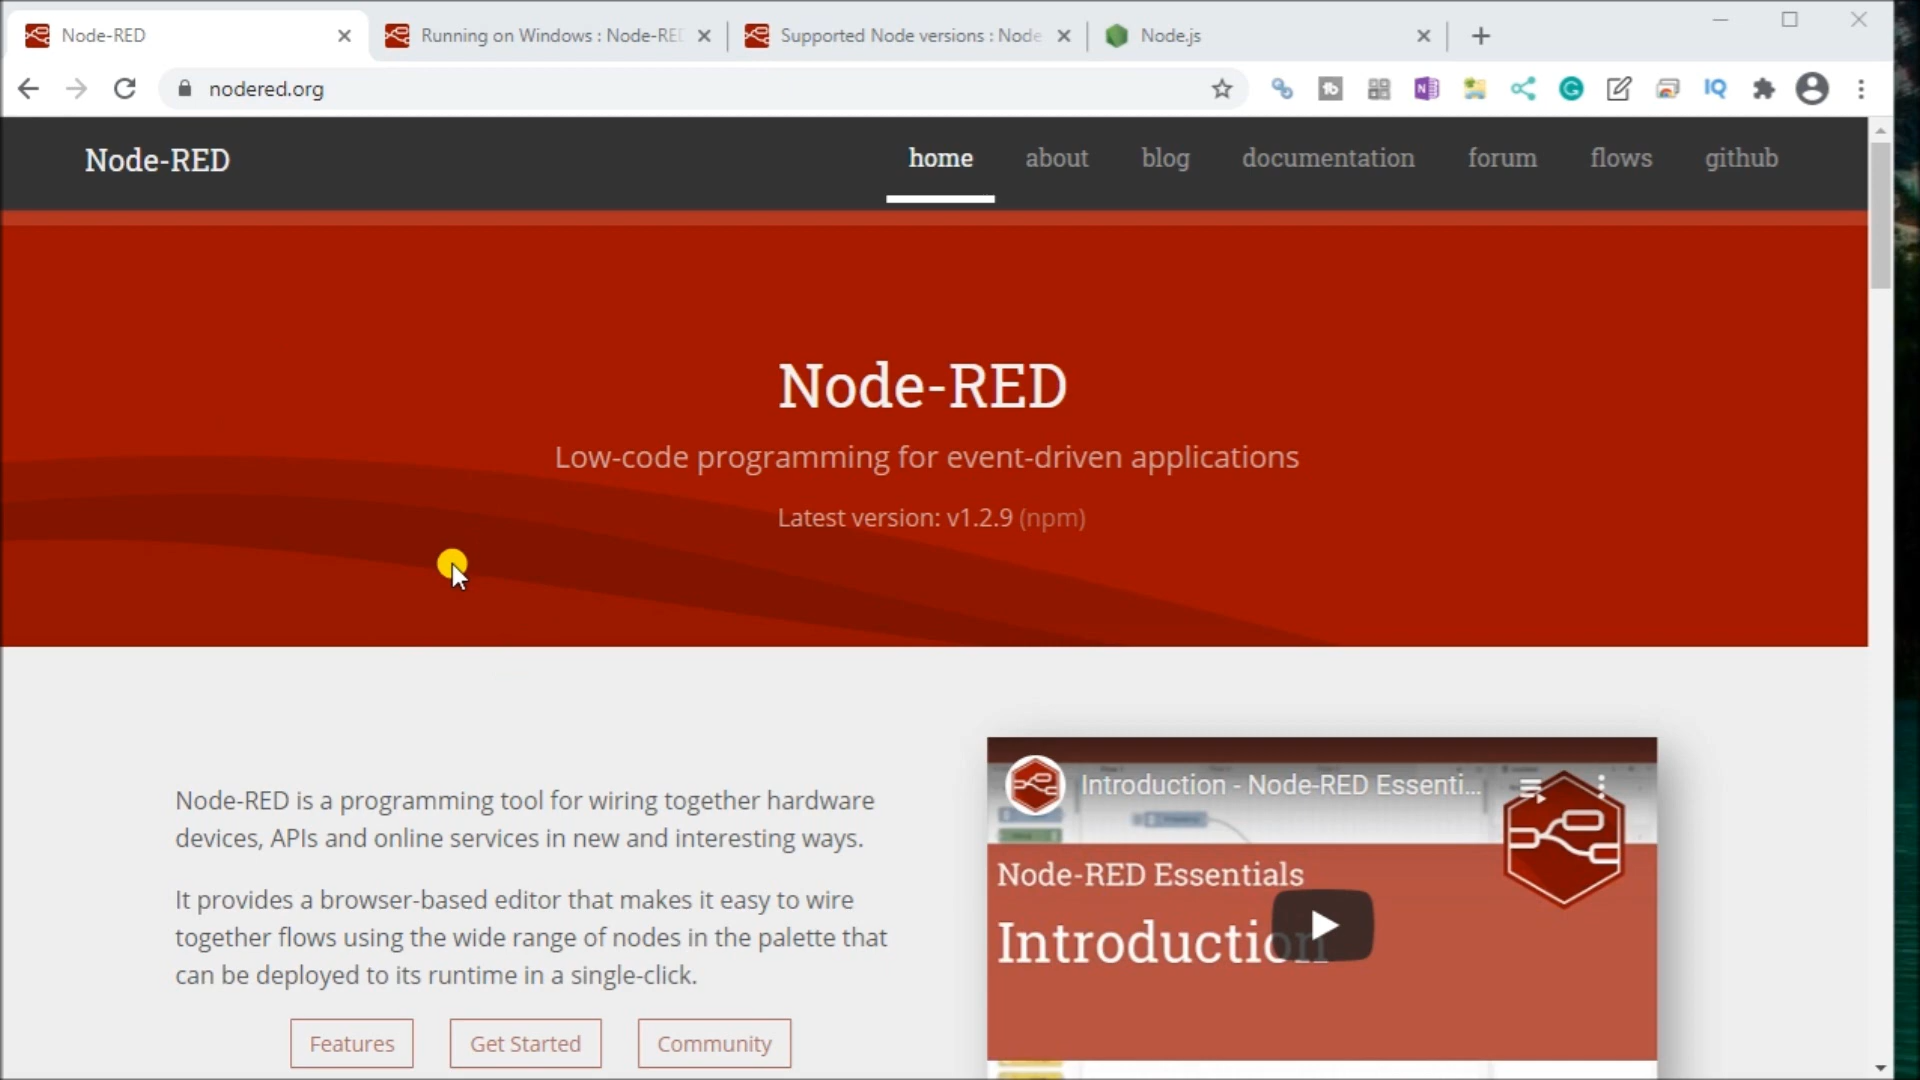 Node-RED
Running on Windows : Node-RED
Supported Node versions : Node
Node.js
nodered.org
IQ
Node-RED
home
about
blog
documentation
forum
flows
github
Node-RED
Low-code programming for event-driven applications
Latest version: v1.2.9 (npm)
Node-RED is a programming tool for wiring together hardware
devices, APIs and online services in new and interesting ways.
It provides a browser-based editor that makes it easy to wire
together flows using the wide range of nodes in the palette that
can be deployed to its runtime in a single-click.
Features
Get Started
Community
Introduction - Node-RED Essenti...
Node-RED Essentials
Introduction